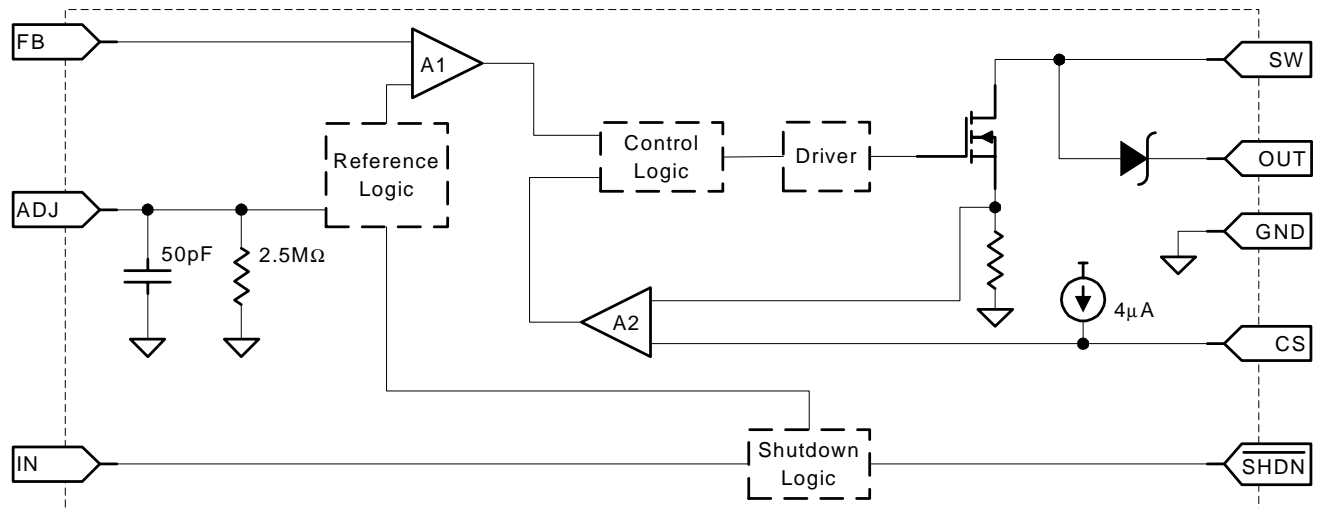 FB
A1
SW
Reference
Logic
Control
Logic
Driver
OUT
ADJ
GND
50pF
2.5MΩ
A2
4μA
CS
IN
Shutdown
Logic
SHDN